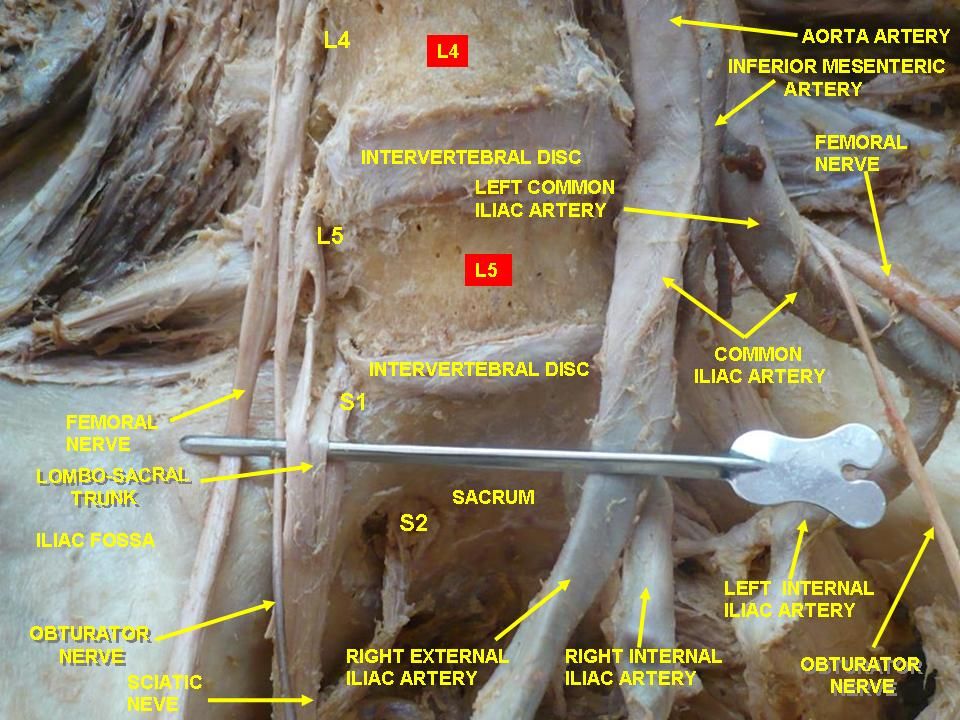 L4
L4
AORTA ARTERY
INFERIOR MESENTERIC
ARTERY
FEMORAL
NERVE
INTERVERTEBRAL DISC
LEFT COMMON
ILIAC ARTERY
L5
L5
COMMON
ILIAC ARTERY
INTERVERTEBRAL DISC
S1
FEMORAL
NERVE
LOMBO-SACRAL
TRUNK
SACRUM
S2
ILIAC FOSSA
LEFT INTERNAL
ILIAC ARTERY
OBTURATOR
NERVE
RIGHT EXTERNAL
ILIAC ARTERY
RIGHT INTERNAL
ILIAC ARTERY
OBTURATOR
NERVE
SCIATIC
NEVE